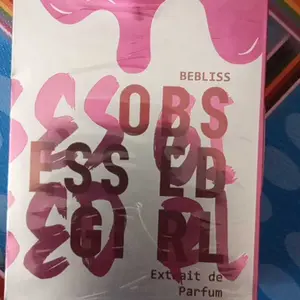 BEBLISS
OBS
ESS ED
GI RL
Extrait de
Parfum